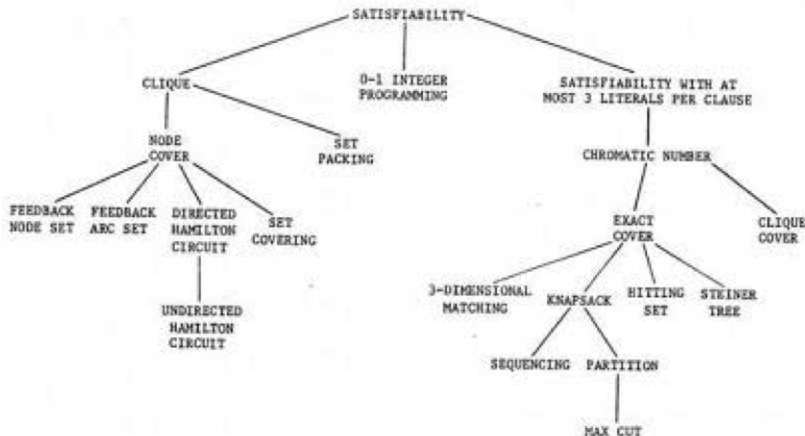 SATISFIABILITY
CLIQUE
0-1 INTEGER
PROGRAMMING
SATISFIABILITY WITH AT
MOST 3 LITERALS PER CLAUSE
NODE
COVER
SET
PACKING
CHROMATIC NUMBER
FEEDBACK
NODE SET
FEEDBACK
ARC SET
DIRECTED
HAMILTON
CIRCUIT
SET
COVERING
EXACT
COVER
CLIQUE
COVER
3-DIMENSIONAL
MATCHING
KNAPSACK
HITTING
SET
STEINER
TREE
UNDIRECTED
HAMILTON
CIRCUIT
SEQUENCING
PARTITION
MAX CUT